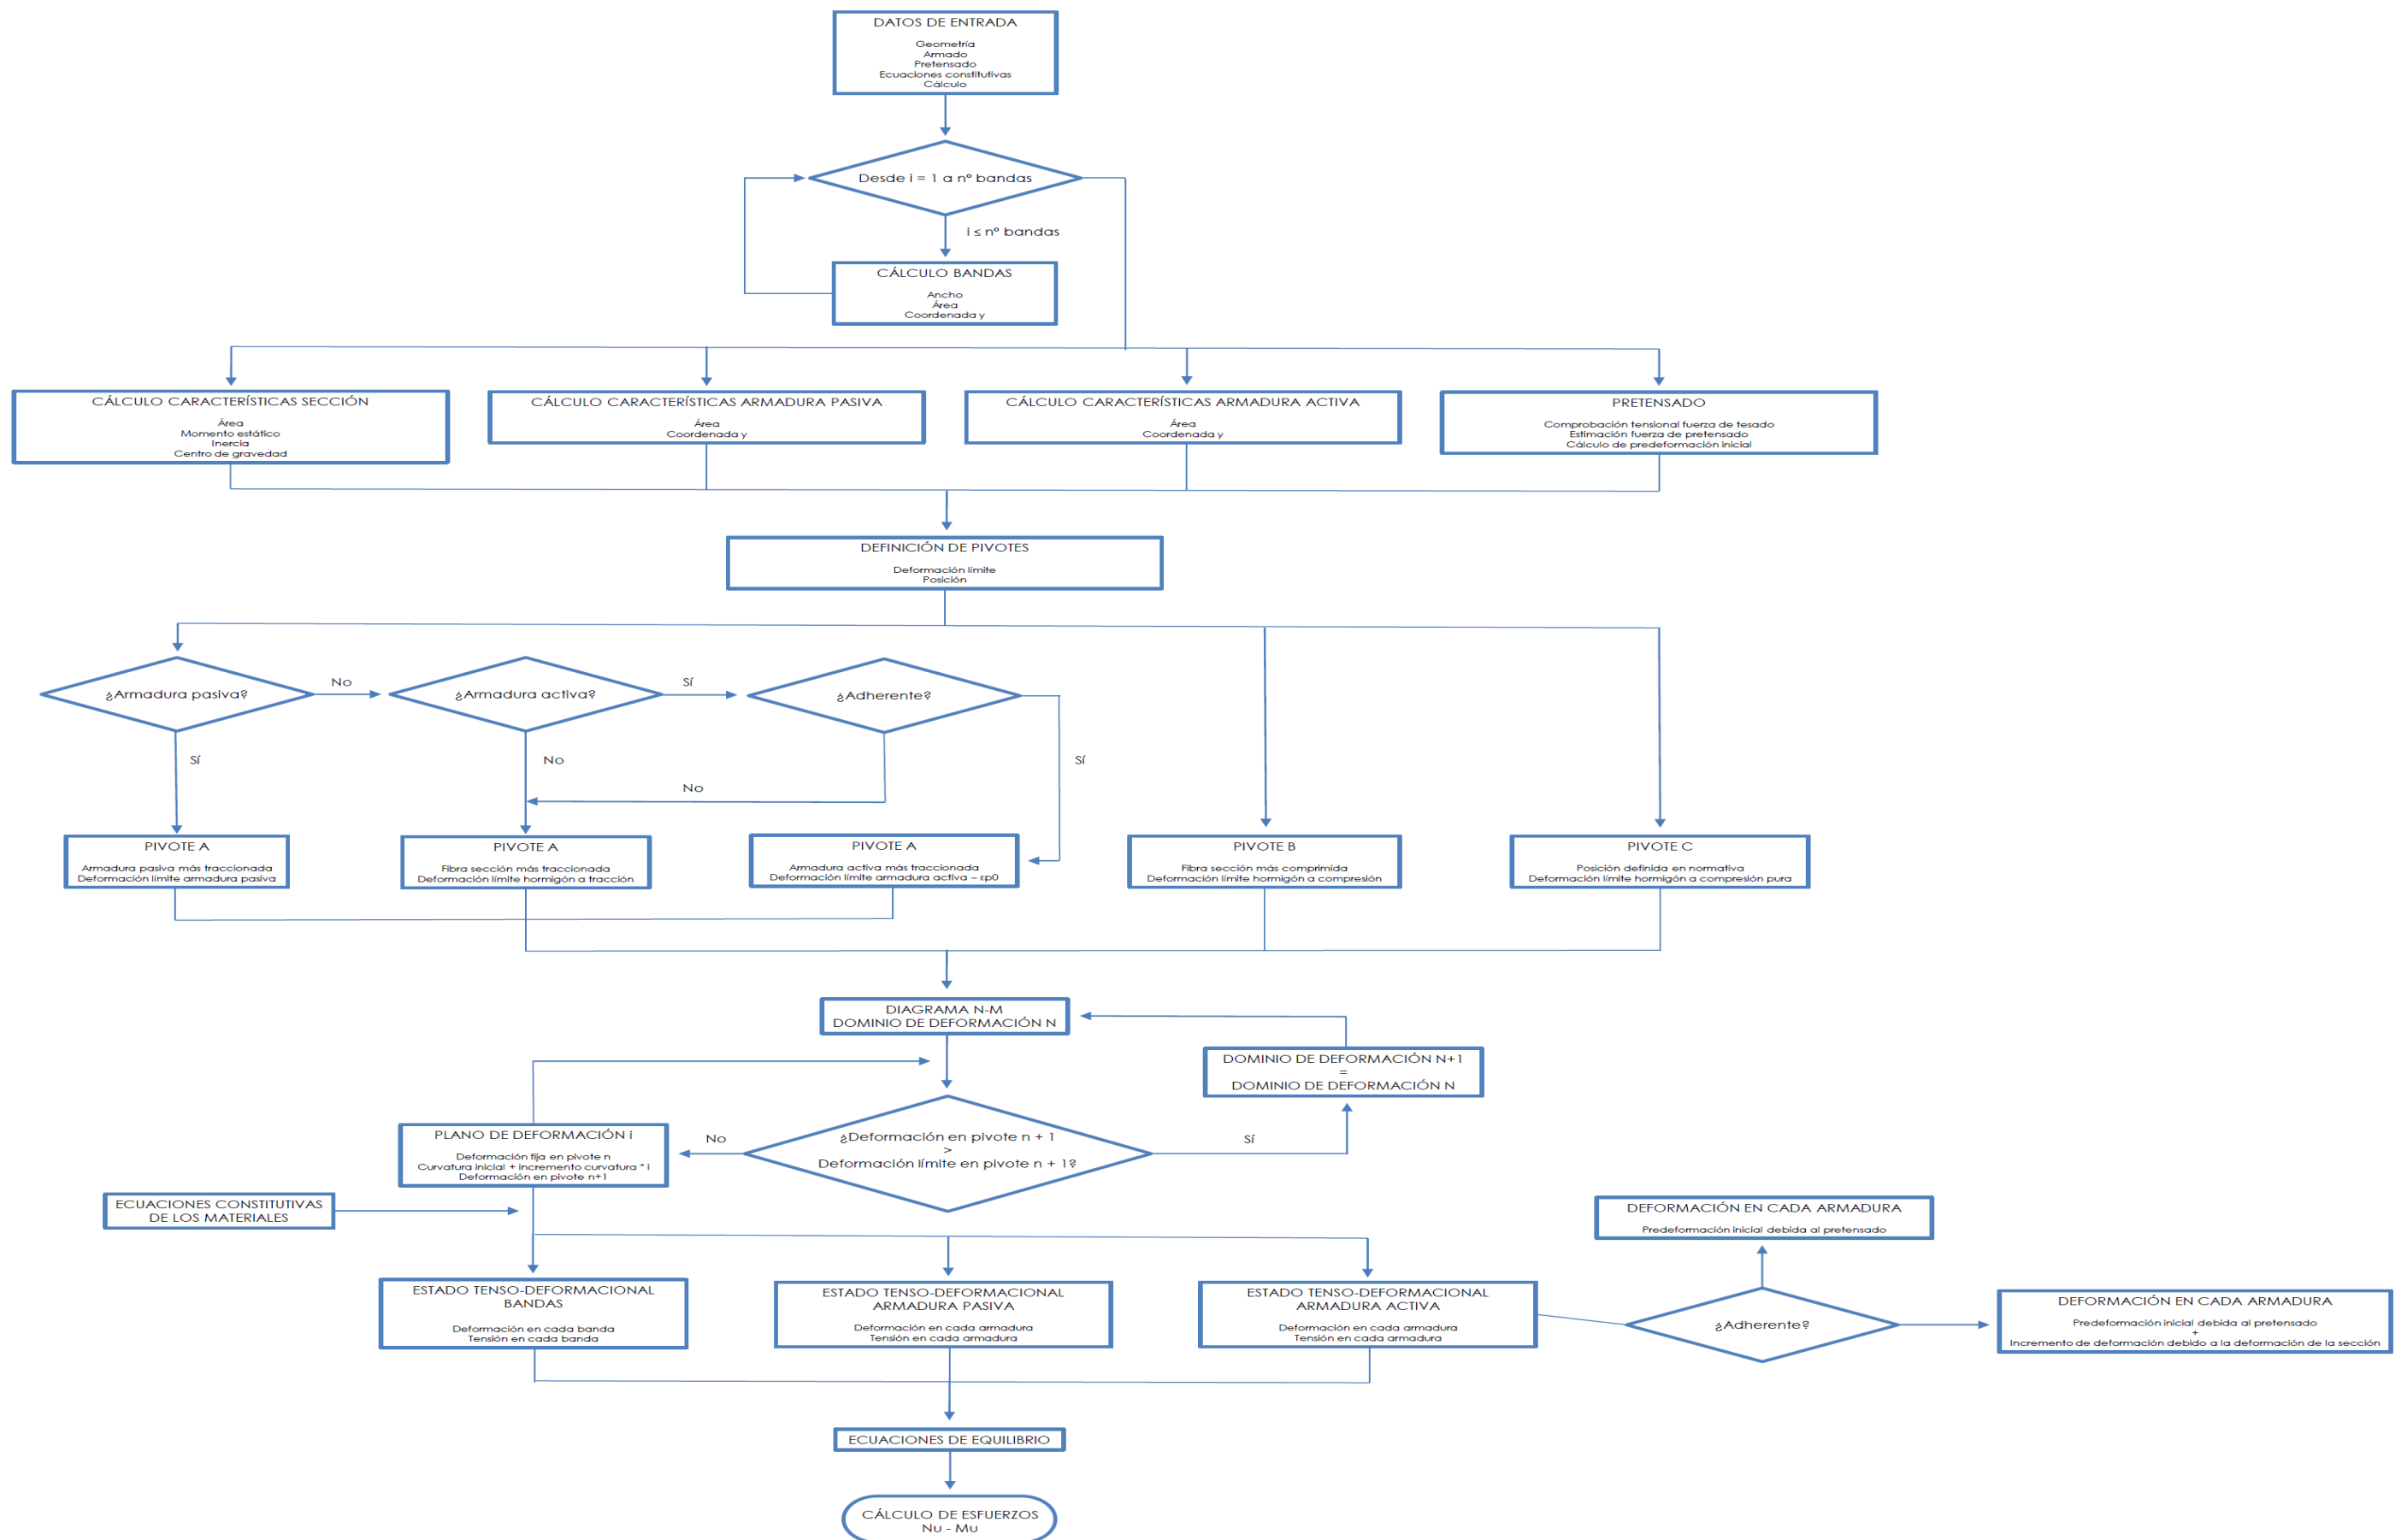 DATOS DE ENTRADA
Geometría
Armado
Pretensado
Ecuaciones constitutivas
Cálculo
Desde i = 1 a nº bandas
i ≤ nº bandas
CÁLCULO BANDAS
Ancho
Área
Coordenada y
CÁLCULO CARACTERÍSTICAS SECCIÓN
Área
Momento estático
Inercia
Centro de gravedad
CÁLCULO CARACTERÍSTICAS ARMADURA PASIVA
Área
Coordenada y
CÁLCULO CARACTERÍSTICAS ARMADURA ACTIVA
Área
Coordenada y
PRETENSADO
Comprobación tensional fuerza de tesado
Estimación fuerza de pretensado
Cálculo de predeformación inicial
DEFINICIÓN DE PIVOTES
Deformación límite
Posición
¿Armadura pasiva?
No
¿Armadura activa?
Sí
¿Adherente?
Sí
No
No
Sí
PIVOTE A
Armadura pasiva más traccionada
Deformación límite armadura pasiva
PIVOTE A
Fibra sección más traccionada
Deformación límite hormigón a tracción
PIVOTE A
Armadura activa más traccionada
Deformación límite armadura activa – εp0
PIVOTE B
Fibra sección más comprimida
Deformación límite hormigón a compresión
PIVOTE C
Posición definida en normativa
Deformación límite hormigón a compresión pura
DIAGRAMA N-M
DOMINIO DE DEFORMACIÓN N
DOMINIO DE DEFORMACIÓN N+1
=
DOMINIO DE DEFORMACIÓN N
PLANO DE DEFORMACIÓN i
Deformación fija en pivote n
Curvatura inicial + incremento curvatura * i
Deformación en pivote n+1
No
¿Deformación en pivote n + 1
>
Deformación límite en pivote n + 1?
Sí
ECUACIONES CONSTITUTIVAS
DE LOS MATERIALES
DEFORMACIÓN EN CADA ARMADURA
Predeformación inicial debida al pretensado
ESTADO TENSO-DEFORMACIONAL
BANDAS
Deformación en cada banda
Tensión en cada banda
ESTADO TENSO-DEFORMACIONAL
ARMADURA PASIVA
Deformación en cada armadura
Tensión en cada armadura
ESTADO TENSO-DEFORMACIONAL
ARMADURA ACTIVA
Deformación en cada armadura
Tensión en cada armadura
¿Adherente?
DEFORMACIÓN EN CADA ARMADURA
Predeformación inicial debida al pretensado
+
Incremento de deformación debido a la deformación de la sección
ECUACIONES DE EQUILIBRIO
CÁLCULO DE ESFUERZOS
Nu - Mu